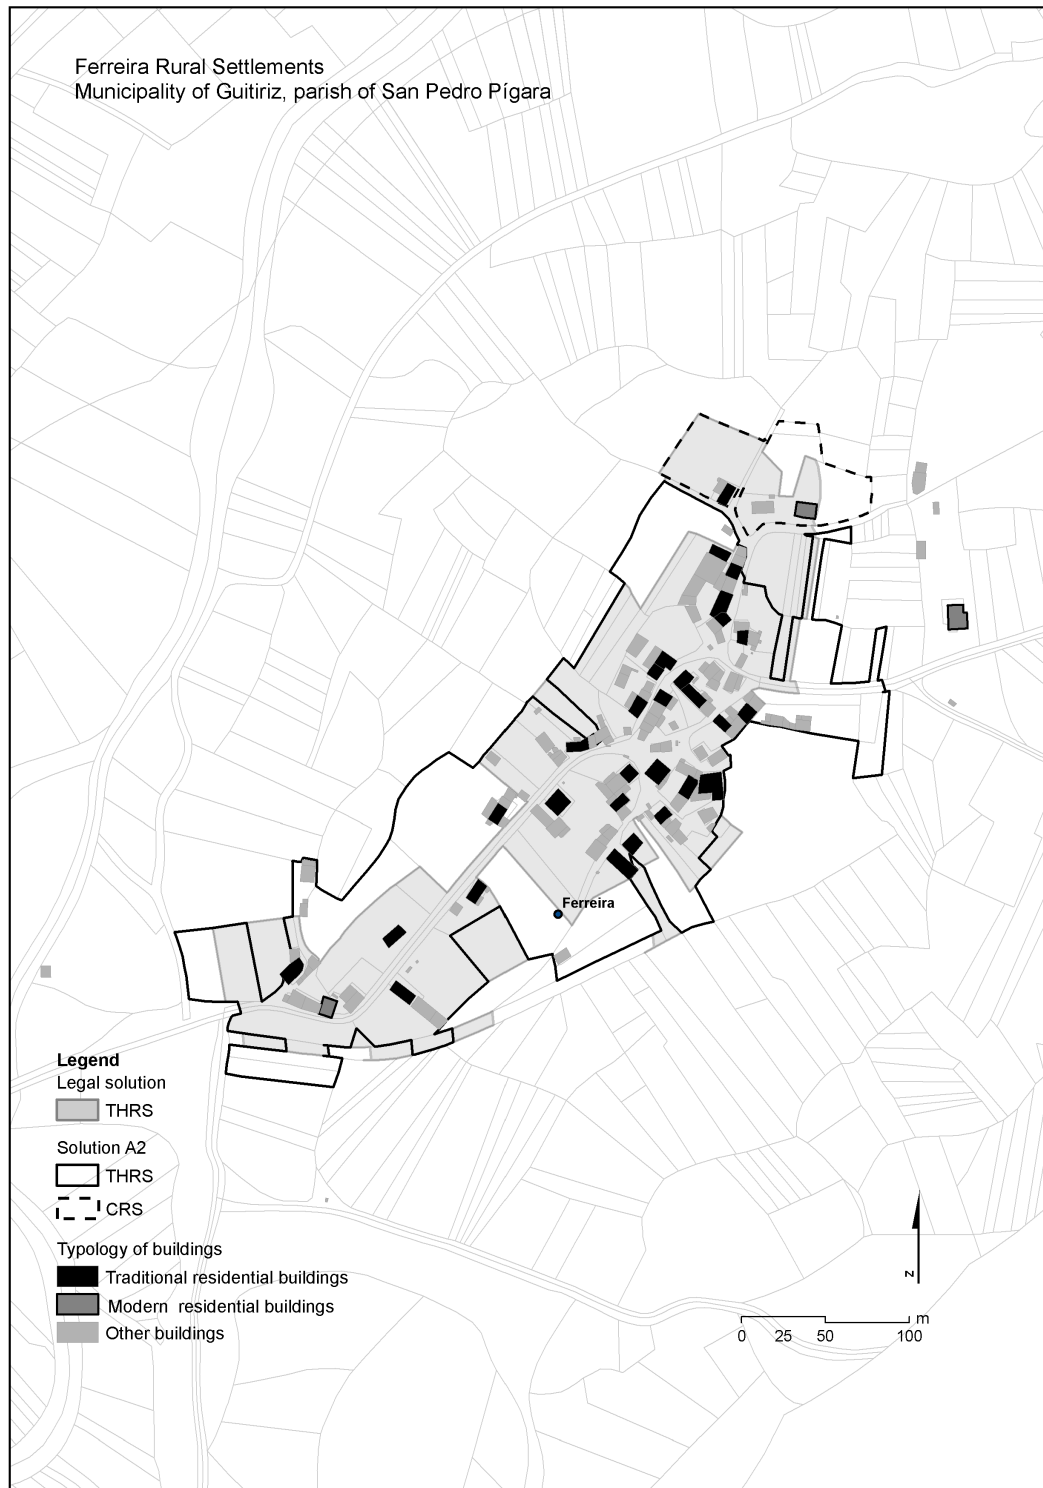 Ferreira Rural Settlements
Municipality of Guitiriz, parish of San Pedro Pígara
Ferreira
Legend
Legal solution
THRS
Solution A2
THRS
CRS
Typology of buildings
Traditional residential buildings
Modern residential buildings
Other buildings
z
m
0 25 50 100